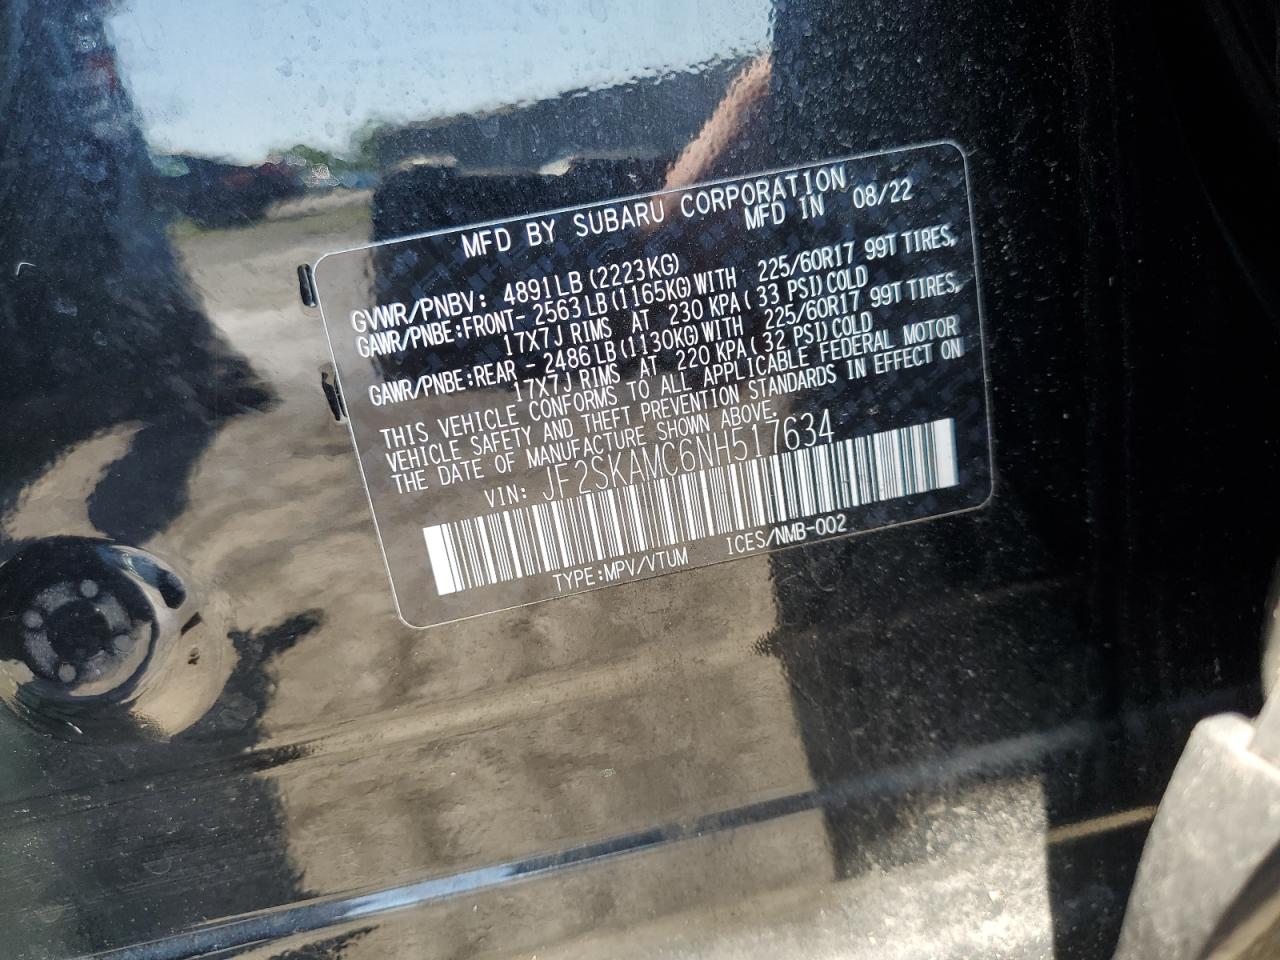 MFD BY SUBARU CORPORATION
MFD IN 08/22
GVWR/PNBV: 4891LB(2223KG)
GAWR/PNBE:FRONT- 2563LB(1165KG)WITH 225/60R17 99T TIRES,
17X7J RIMS AT 230 KPA( 33 PSI)COLD
GAWR/PNBE:REAR - 2486LB(1130KG)WITH 225/60R17 99T TIRES,
17X7J RIMS AT 220 KPA( 32 PSI)COLD
THIS VEHICLE CONFORMS TO ALL APPLICABLE FEDERAL MOTOR
VEHICLE SAFETY AND THEFT PREVENTION STANDARDS IN EFFECT ON
THE DATE OF MANUFACTURE SHOWN ABOVE.
VIN: JF2SKAMC6NH517634
TYPE:MPV/VTUM ICES/NMB-002